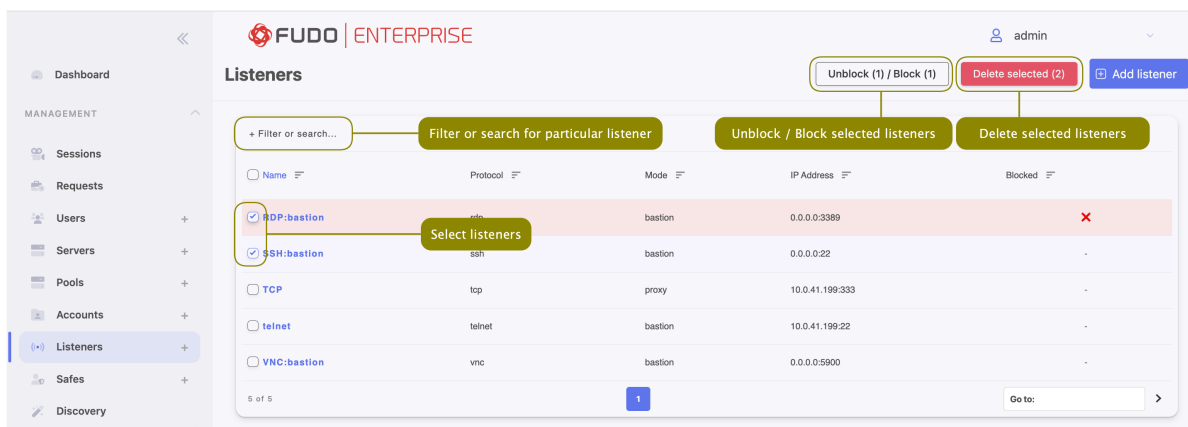 FUDO ENTERPRISE
admin
Dashboard
Listeners
Unblock (1) / Block (1)
Delete selected (2)
Add listener
MANAGEMENT
+ Filter or search...
Filter or search for particular listener
Unblock / Block selected listeners
Delete selected listeners
Sessions
Requests
Users +
Servers +
Pools +
Accounts +
Listeners +
Safes +
Discovery
Name Protocol Mode IP Address Blocked
RDP:bastion rdp bastion 0.0.0.0:3389
Select listeners
SSH:bastion ssh bastion 0.0.0.0:22 -
TCP tcp proxy 10.0.41.199:333 -
telnet telnet bastion 10.0.41.199:22 -
VNC:bastion vnc bastion 0.0.0.0:5900 -
5 of 5 1 Go to: